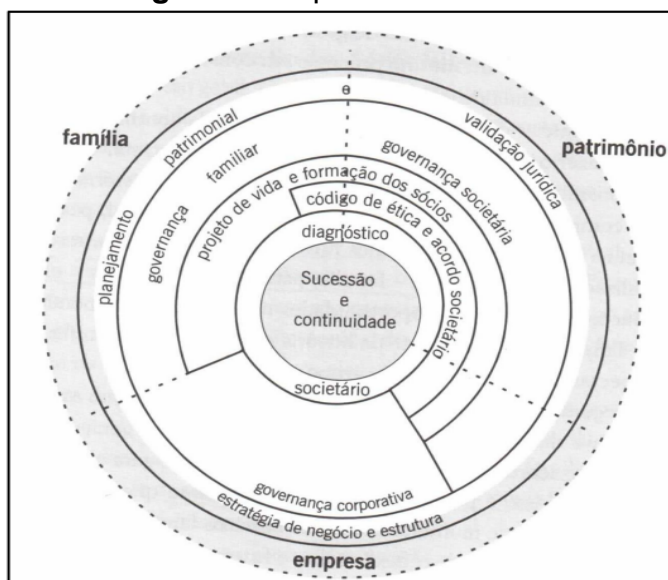 família
patrimônio
empresa
planejamento patrimonial e validação jurídica
governança familiar
governança societária
projeto de vida e formação dos sócios
código de ética e acordo societário
diagnóstico
Sucessão
e
continuidade
societário
governança corporativa
estratégia de negócio e estrutura